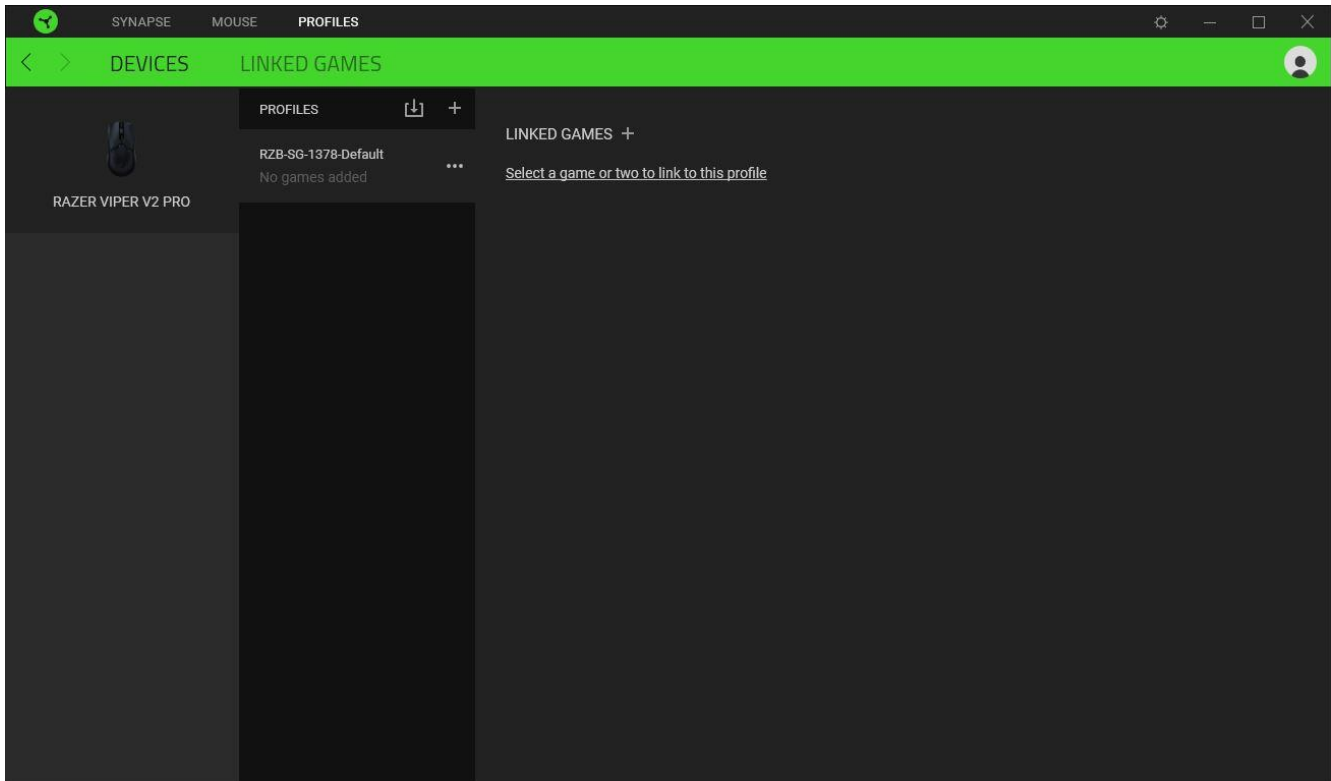 SYNAPSE MOUSE PROFILES
DEVICES LINKED GAMES
RAZER VIPER V2 PRO
PROFILES
RZB-SG-1378-Default
No games added
LINKED GAMES
Select a game or two to link to this profile